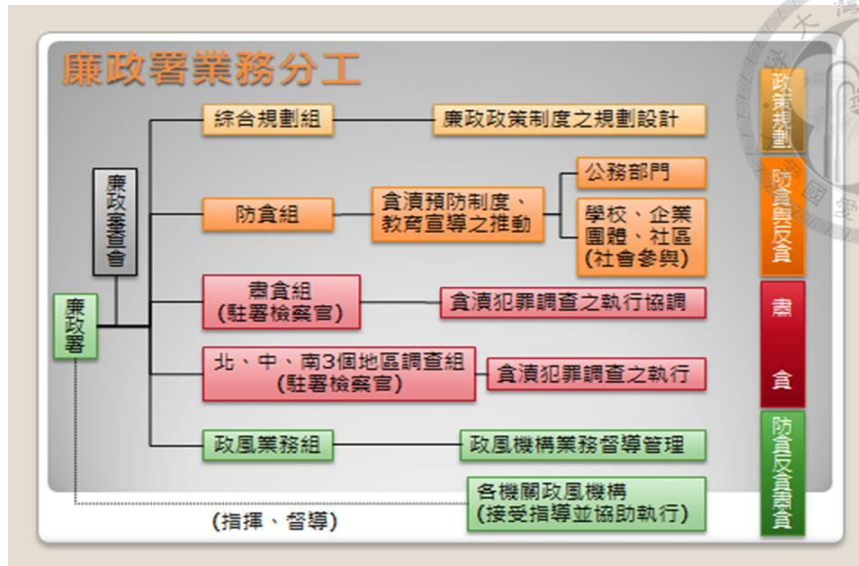 廉政署業務分工
綜合規劃組
廉政政策制度之規劃設計
政策規劃
廉政審查會
防貪組
貪瀆預防制度、
教育宣導之推動
公務部門
學校、企業
團體、社區
(社會參與)
防貪與反貪
廉政署
肅貪組
(駐署檢察官)
貪瀆犯罪調查之執行協調
北、中、南3個地區調查組
(駐署檢察官)
貪瀆犯罪調查之執行
肅貪
政風業務組
政風機構業務督導管理
各機關政風機構
(接受指導並協助執行)
(指揮、督導)
防貪反貪肅貪